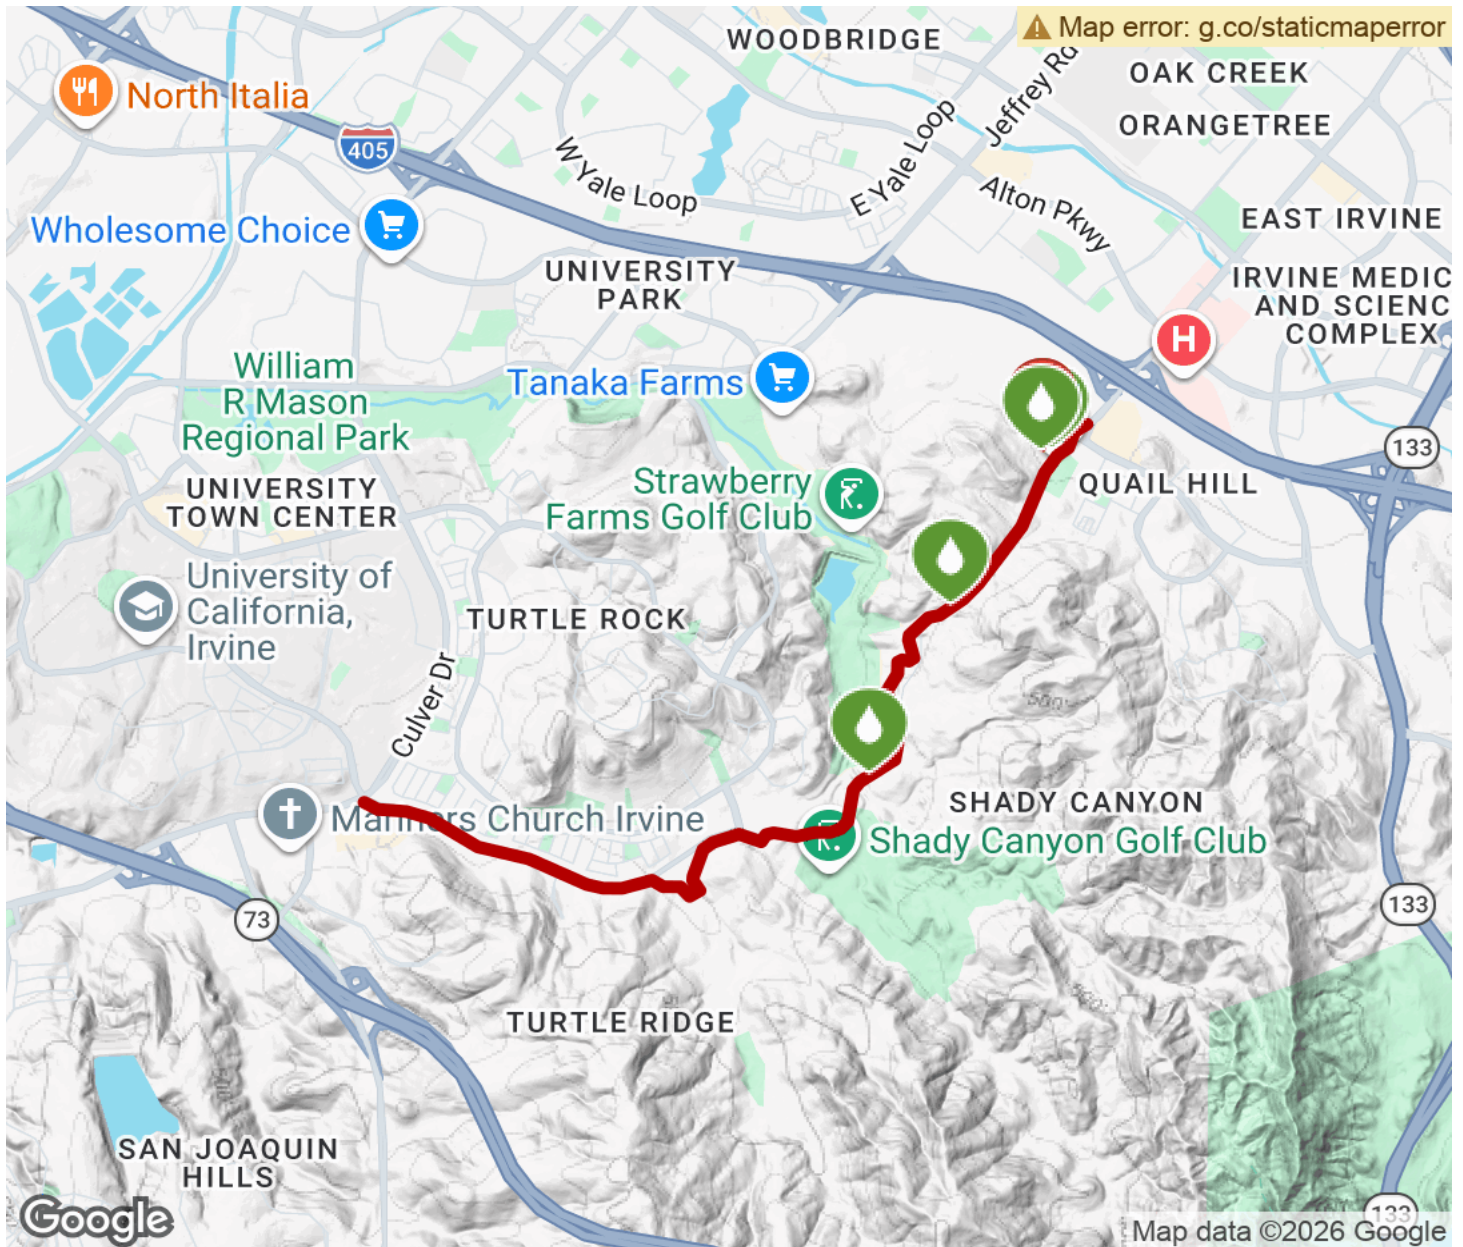 WOODBRIDGE
Map error: g.co/staticmaperror
OAK CREEK
ORANGETREE
Jeffrey Rd
North Italia
405
W Yale Loop
E Yale Loop
Alton Pkwy
EAST IRVINE
Wholesome Choice
UNIVERSITY
PARK
IRVINE MEDIC
AND SCIENC
COMPLEX
H
William
R Mason
Regional Park
Tanaka Farms
133
Strawberry
Farms Golf Club
QUAIL HILL
UNIVERSITY
TOWN CENTER
University of
California,
Irvine
TURTLE ROCK
Culver Dr
SHADY CANYON
Mariners Church Irvine
Shady Canyon Golf Club
73
133
TURTLE RIDGE
SAN JOAQUIN
HILLS
133
Google
Map data ©2026 Google